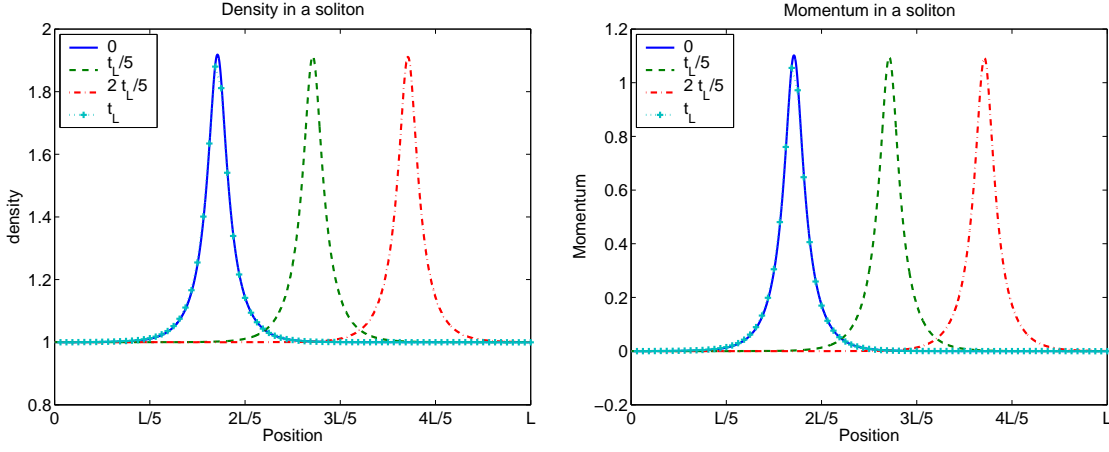 Density in a soliton
2
1.8
1.6
1.4
1.2
1
0.8
density
0
t_L/5
2 t_L/5
t_L
0
L/5
2L/5
3L/5
4L/5
L
Position
Momentum in a soliton
1.2
1
0.8
0.6
0.4
0.2
0
−0.2
Momentum
0
t_L/5
2 t_L/5
t_L
0
L/5
2L/5
3L/5
4L/5
L
Position